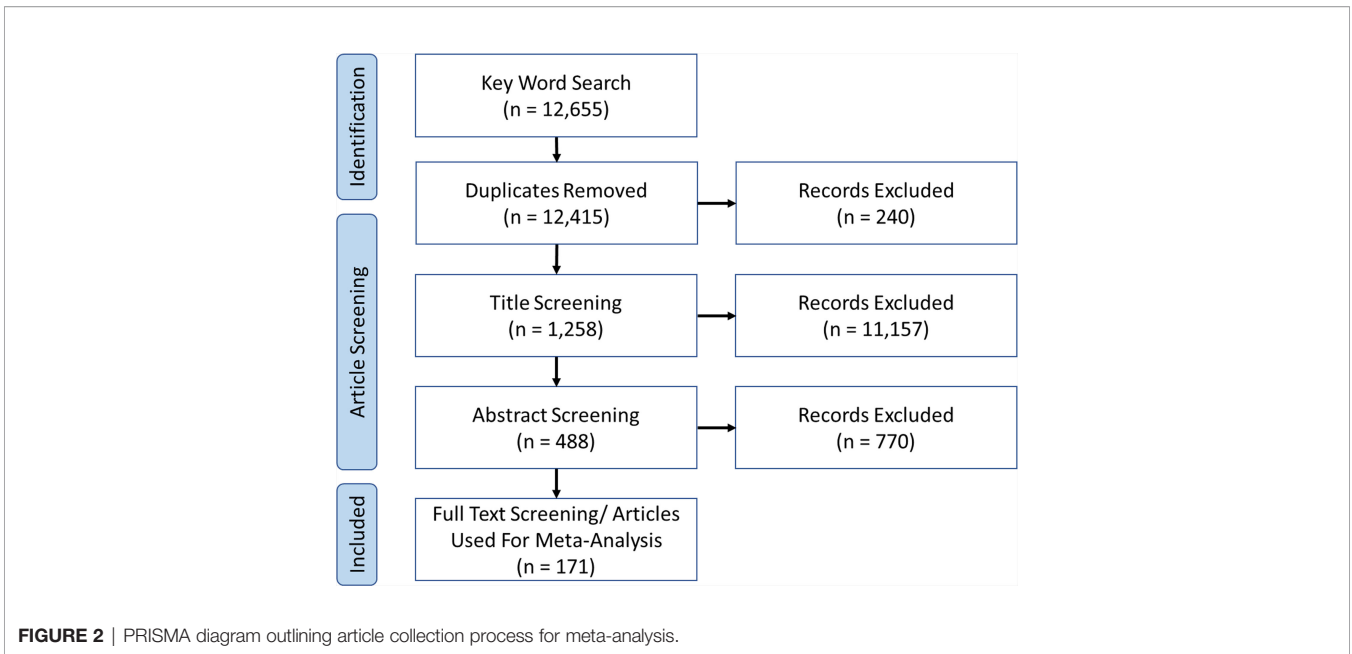 Identification
Key Word Search
(n = 12,655)
Duplicates Removed
(n = 12,415)
Records Excluded
(n = 240)
Article Screening
Title Screening
(n = 1,258)
Records Excluded
(n = 11,157)
Abstract Screening
(n = 488)
Records Excluded
(n = 770)
Included
Full Text Screening/ Articles
Used For Meta-Analysis
(n = 171)
FIGURE 2 | PRISMA diagram outlining article collection process for meta-analysis.